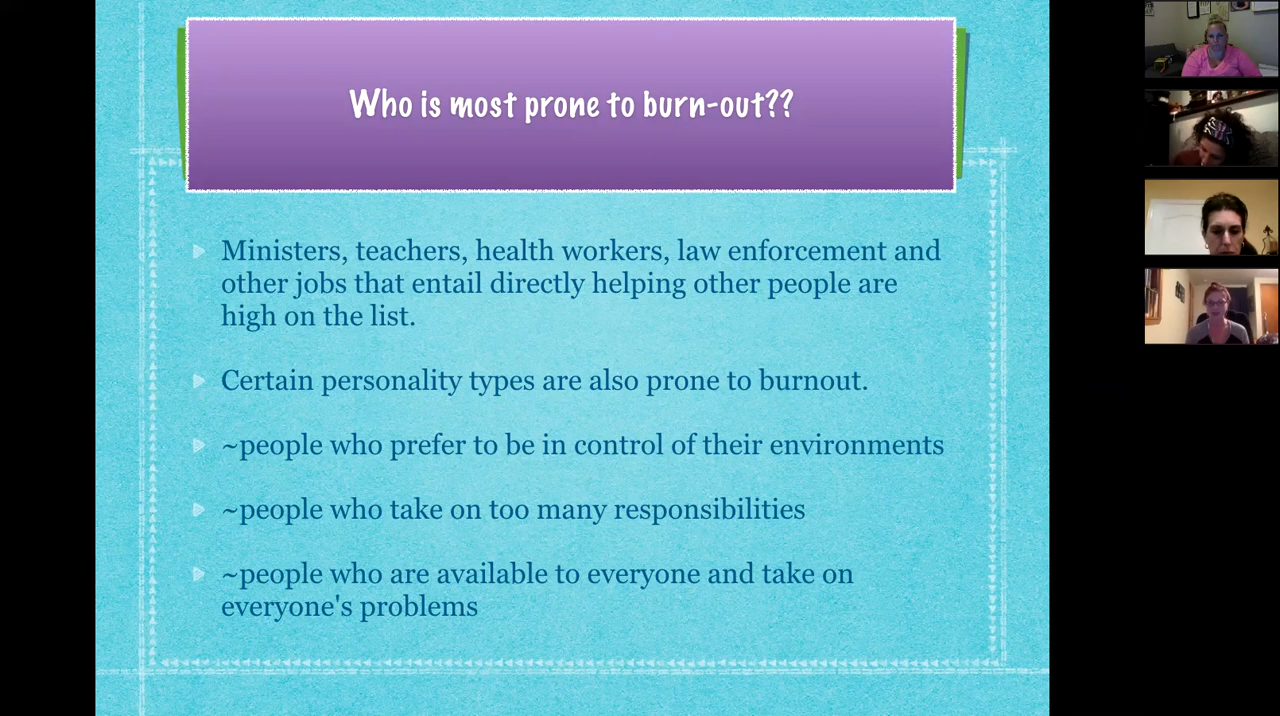 Who is most prone to burn-out??
Ministers, teachers, health workers, law enforcement and
other jobs that entail directly helping other people are
high on the list.
Certain personality types are also prone to burnout.
~people who prefer to be in control of their environments
~people who take on too many responsibilities
~people who are available to everyone and take on
everyone's problems